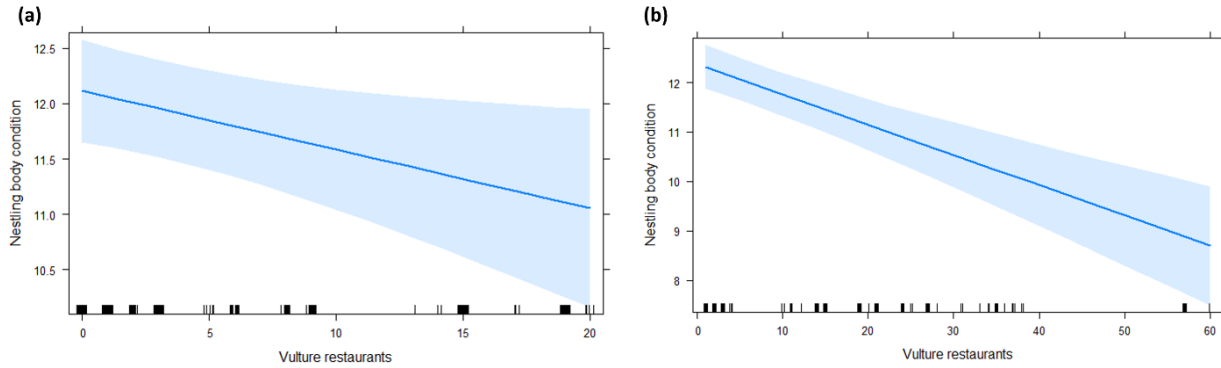 (a)
12.5
12.0
11.5
11.0
10.5
Nestling body condition
0 5 10 15 20
Vulture restaurants
(b)
12
11
10
9
8
Nestling body condition
0 10 20 30 40 50 60
Vulture restaurants